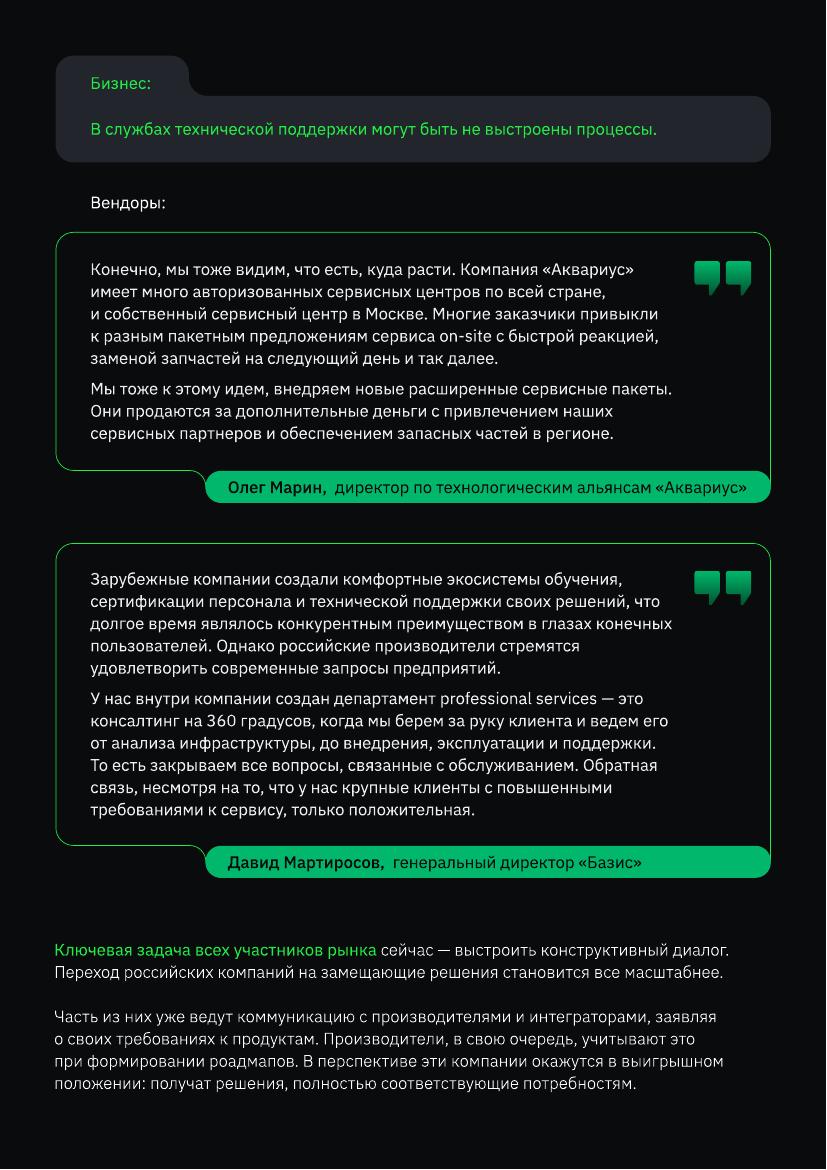 Бизнес:
В службах технической поддержки могут быть не выстроены процессы.
Вендоры:
Конечно, мы тоже видим, что есть, куда расти. Компания «Аквариус»
имеет много авторизованных сервисных центров по всей стране,
и собственный сервисный центр в Москве. Многие заказчики привыкли
к разным пакетным предложениям сервиса on-site с быстрой реакцией,
заменой запчастей на следующий день и так далее.
Мы тоже к этому идем, внедряем новые расширенные сервисные пакеты.
Они продаются за дополнительные деньги с привлечением наших
сервисных партнеров и обеспечением запасных частей в регионе.
Олег Марин, директор по технологическим альянсам «Аквариус»
Зарубежные компании создали комфортные экосистемы обучения,
сертификации персонала и технической поддержки своих решений, что
долгое время являлось конкурентным преимуществом в глазах конечных
пользователей. Однако российские производители стремятся
удовлетворить современные запросы предприятий.
У нас внутри компании создан департамент professional services — это
консалтинг на 360 градусов, когда мы берем за руку клиента и ведем его
от анализа инфраструктуры, до внедрения, эксплуатации и поддержки.
То есть закрываем все вопросы, связанные с обслуживанием. Обратная
связь, несмотря на то, что у нас крупные клиенты с повышенными
требованиями к сервису, только положительная.
Давид Мартиросов, генеральный директор «Базис»
Ключевая задача всех участников рынка сейчас — выстроить конструктивный диалог.
Переход российских компаний на замещающие решения становится все масштабнее.
Часть из них уже ведут коммуникацию с производителями и интеграторами, заявляя
о своих требованиях к продуктам. Производители, в свою очередь, учитывают это
при формировании роадмапов. В перспективе эти компании окажутся в выигрышном
положении: получат решения, полностью соответствующие потребностям.